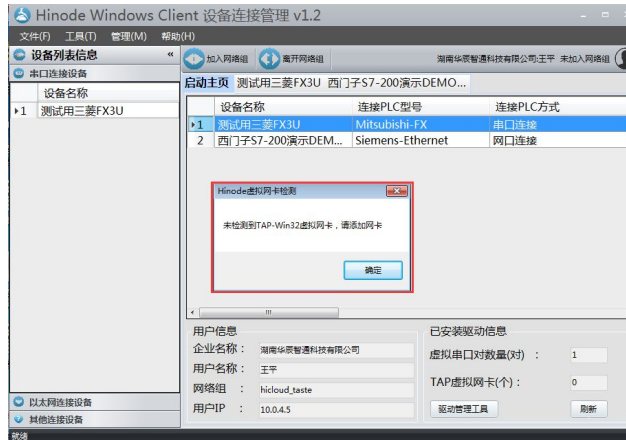 Hinode Windows Client 设备连接管理 v1.2
文件(F) 工具(T) 管理(M) 帮助(H)
设备列表信息 «
加入网络组 离开网络组 湖南华辰智通科技有限公司:王平 未加入网络组
串口连接设备
启动主页 测试用三菱FX3U 西门子S7-200演示DEMO...
设备名称
1 测试用三菱FX3U
设备名称 连接PLC型号 连接PLC方式
1 测试用三菱FX3U Mitsubishi-FX 串口连接
2 西门子S7-200演示DEM... Siemens-Ethernet 网口连接
Hinode虚拟网卡检测
未检测到TAP-Win32虚拟网卡，请添加网卡
确定
用户信息
企业名称： 湖南华辰智通科技有限公司
用户名称： 王平
网络组 ： hicloud_taste
用户IP ： 10.0.4.5
已安装驱动信息
虚拟串口对数量(对) ： 1
TAP虚拟网卡(个)： 0
驱动管理工具 刷新
以太网连接设备
其他连接设备
就绪